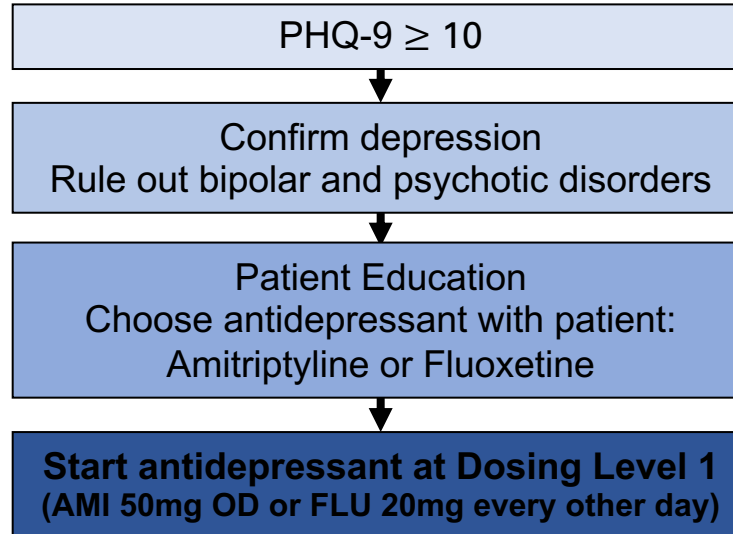 PHQ-9 ≥ 10
Confirm depression
Rule out bipolar and psychotic disorders
Patient Education
Choose antidepressant with patient:
Amitriptyline or Fluoxetine
Start antidepressant at Dosing Level 1
(AMI 50mg OD or FLU 20mg every other day)